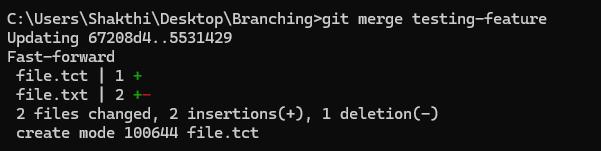 C:\Users\Shakthi\Desktop\Branching>git merge testing-feature
Updating 67208d4..5531429
Fast-forward
 file.tct | 1 +
 file.txt | 2 +-
 2 files changed, 2 insertions(+), 1 deletion(-)
 create mode 100644 file.tct